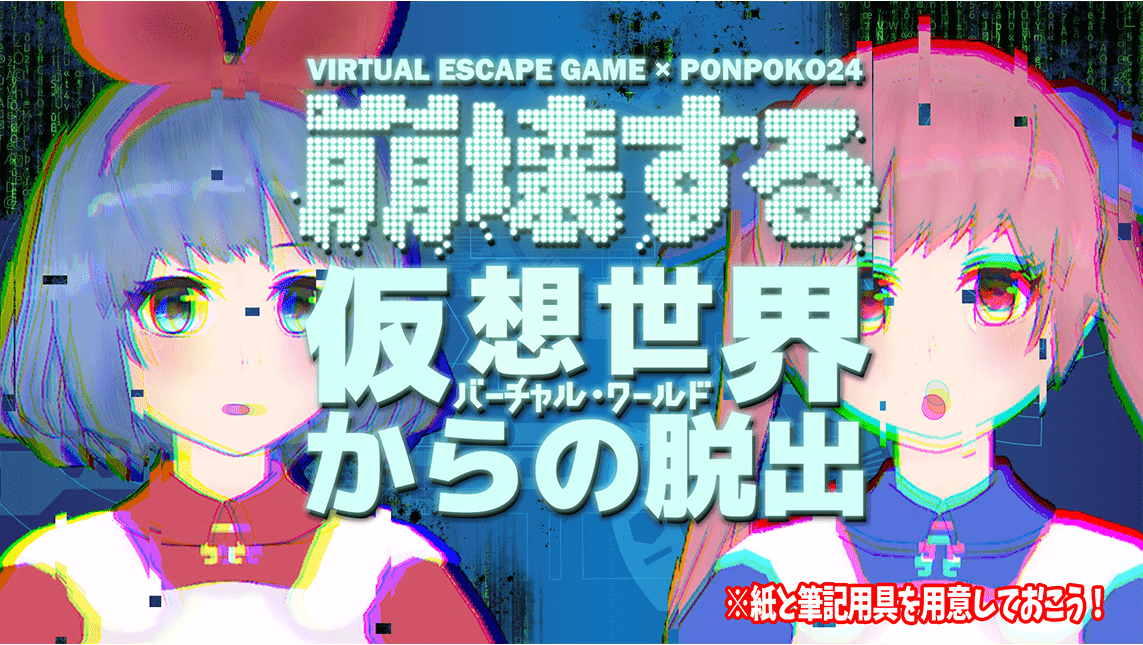 VIRTUAL ESCAPE GAME × PONPOKO24
崩壊する
仮想世界
バーチャル・ワールド
からの脱出
※紙と筆記用具を用意しておこう！